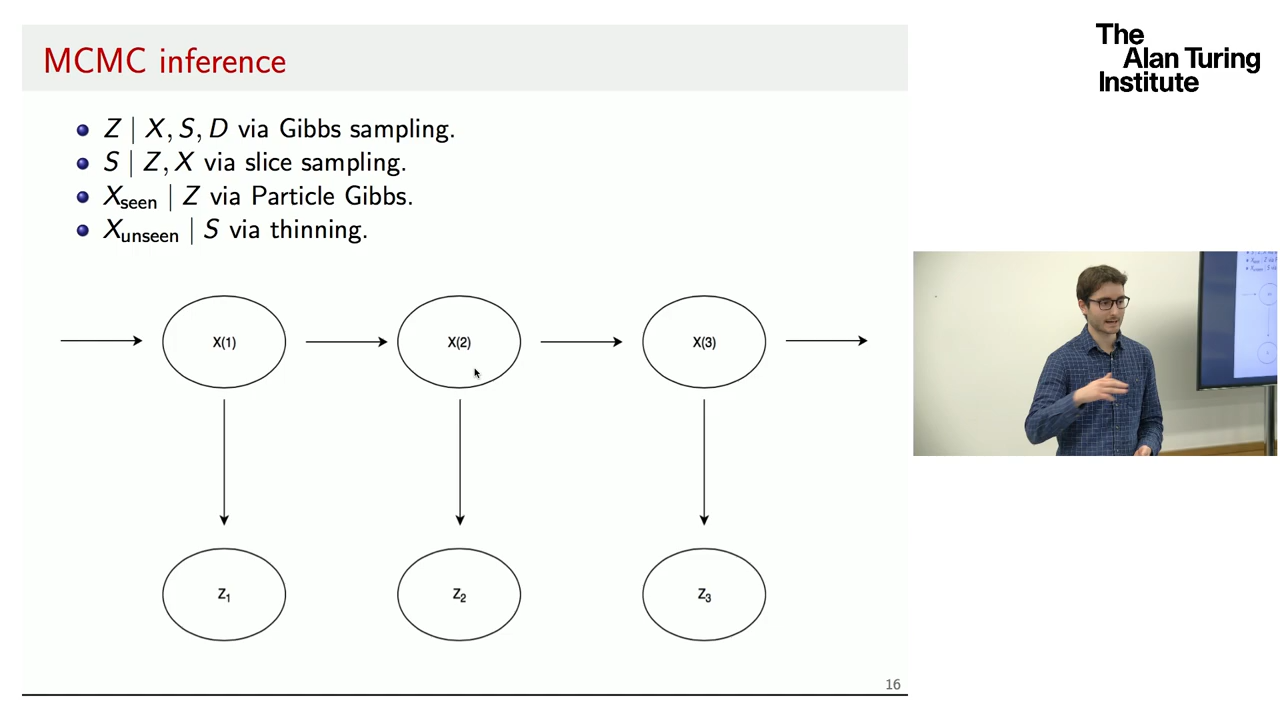 MCMC inference
Z | X, S, D via Gibbs sampling.
S | Z, X via slice sampling.
Xseen | Z via Particle Gibbs.
Xunseen | S via thinning.
X(1)
X(2)
X(3)
Z1
Z2
Z3
16
The
Alan Turing
Institute